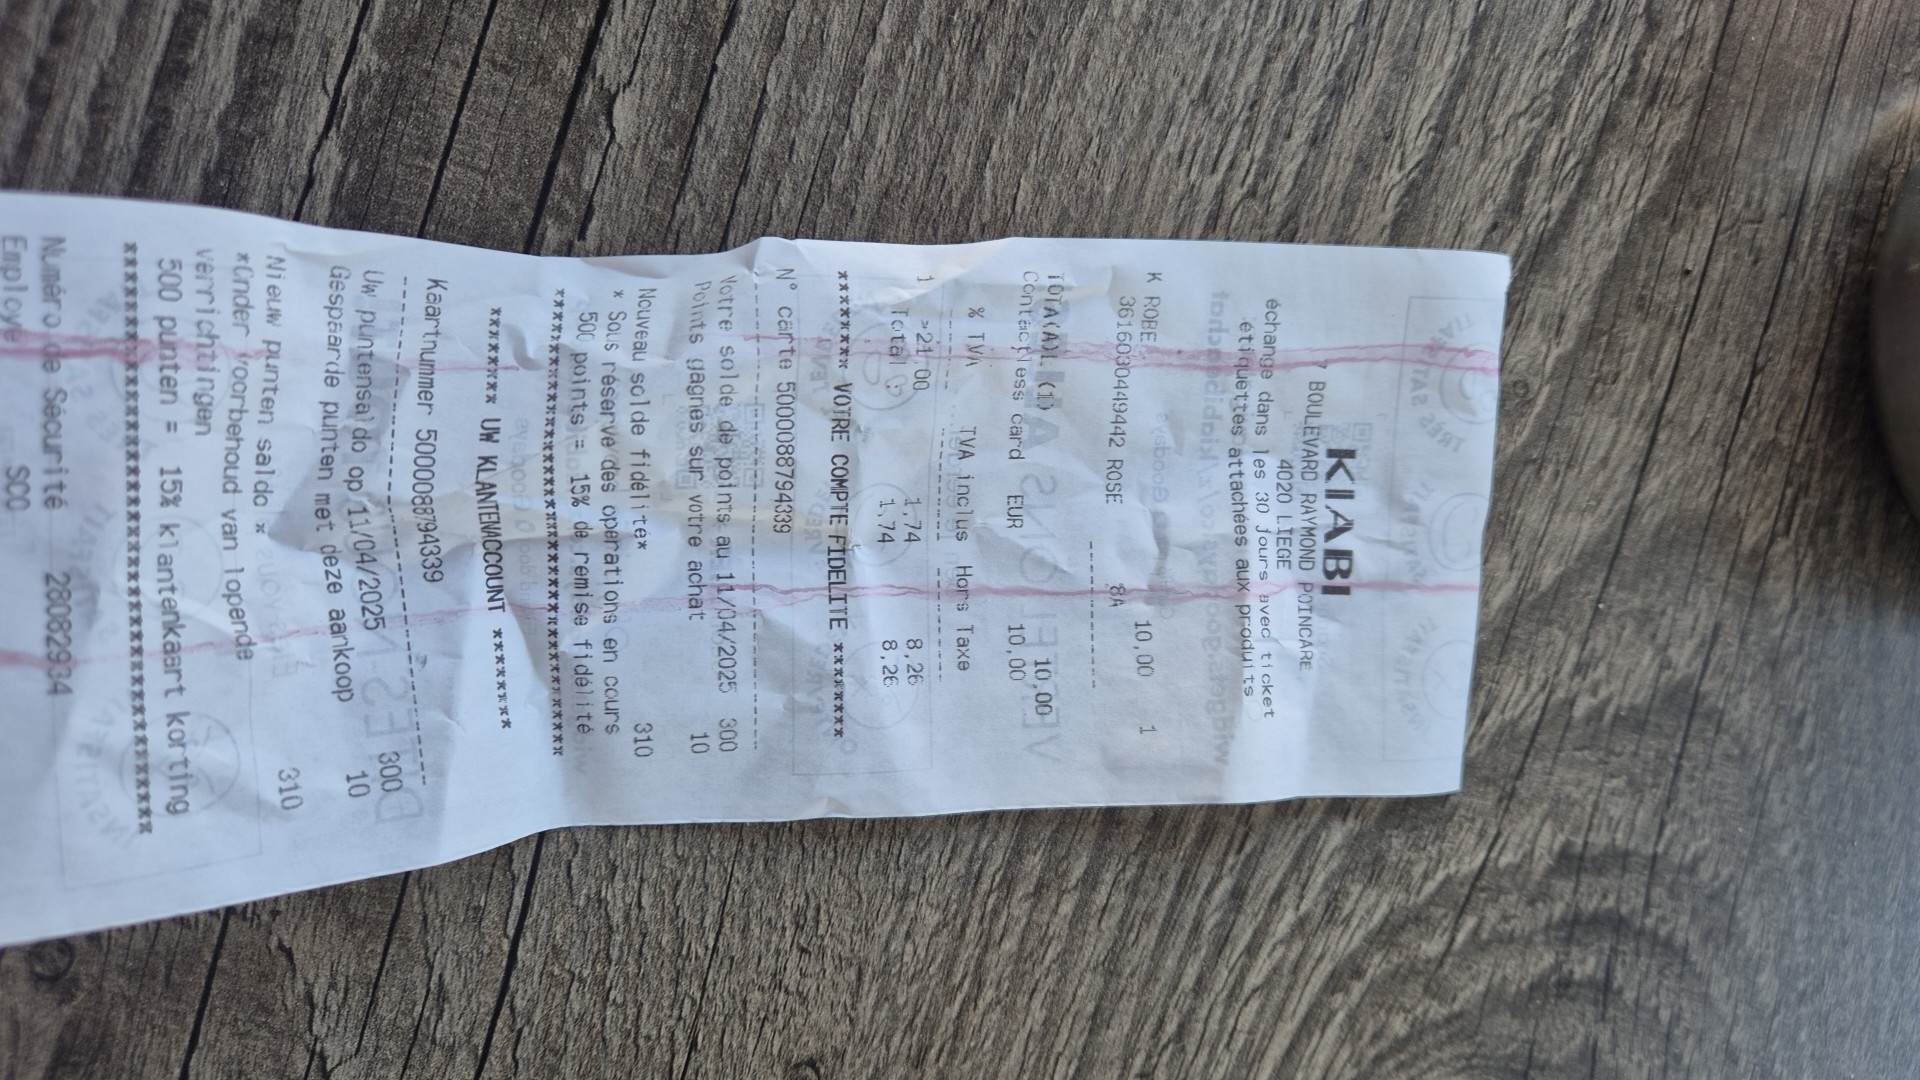 KIABI
7 BOULEVARD RAYMOND POINCARE
4020 LIEGE
échange dans les 30 jours avec ticket
étiquettes attachées aux produits
K ROBE 10,00 1
3616030449442 ROSE 8A
TOTA(A)L (1) 10,00
Contactless card EUR 10,00
% TVA TVA inclus Hors Taxe
1 >21.00 1.74 8,26
Total 1.74 8,26
******** VOTRE COMPTE FIDELITE ********
N° carte 5000088794339
Votre solde de points au 11/04/2025 300
Points gagnés sur votre achat 10
Nouveau solde fidélité* 310
* Sous réserve des opérations en cours
500 points = 15% de remise fidélité
******** UW KLANTENACCOUNT ********
Kaartnummer 5000088794339
Uw puntensaldo op 11/04/2025 300
Gespaarde punten met deze aankoop 10
Nieuw punten saldo * 310
*Onder voorbehoud van lopende
verrichtingen
500 punten = 15% klantenkaart korting
Numéro de Sécurité 28082934
Employé SCO